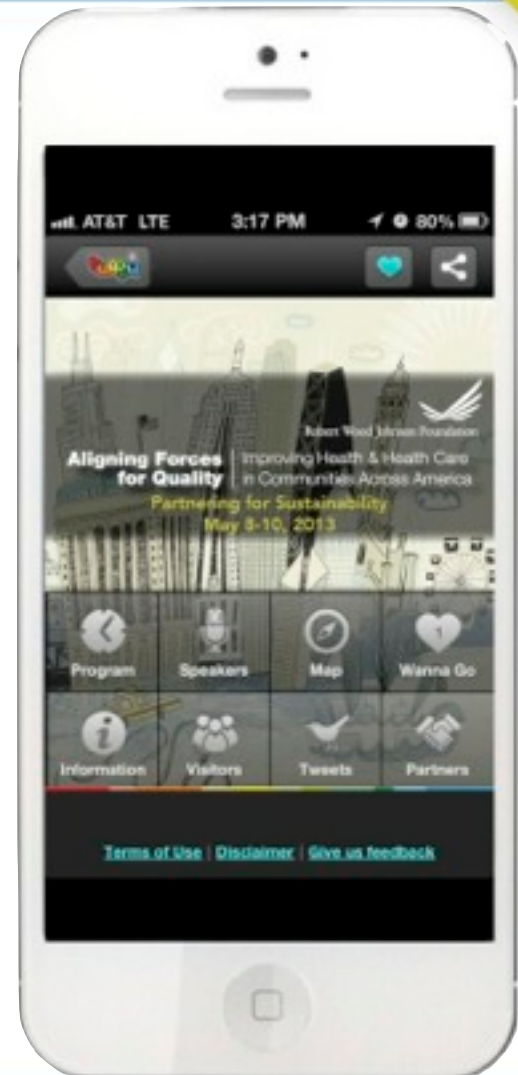 AT&T LTE 3:17 PM 80%
Robert Wood Johnson Foundation
Aligning Forces for Quality | Improving Health & Health Care in Communities Across America
Partnering for Sustainability
May 8-10, 2013
Program Speakers Map Wanna Go
1
Information Visitors Tweets Partners
Terms of Use | Disclaimer | Give us feedback